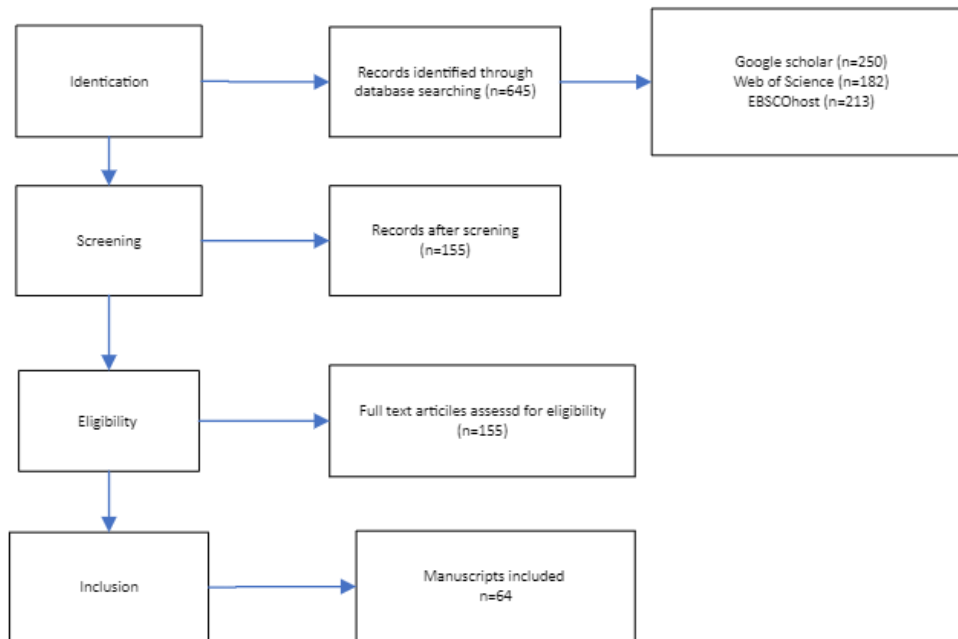 Identication
Records identified through
database searching (n=645)
Google scholar (n=250)
Web of Science (n=182)
EBSCOhost (n=213)
Screening
Records after screning
(n=155)
Eligibility
Full text articiles assessd for eligibility
(n=155)
Inclusion
Manuscripts included
n=64